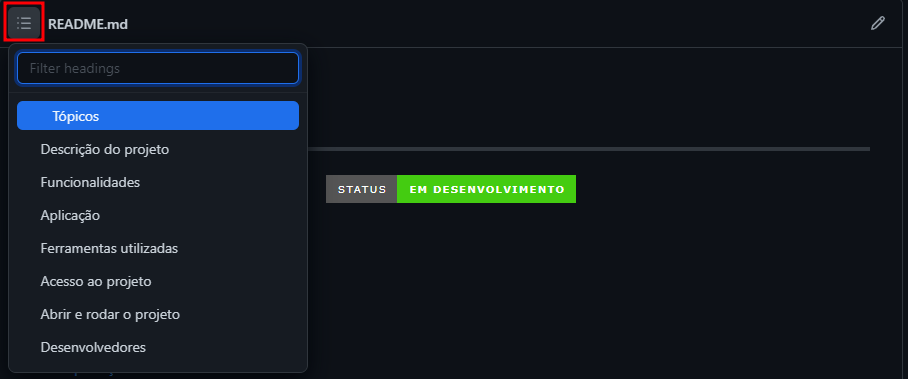 README.md
Filter headings
Tópicos
Descrição do projeto
Funcionalidades
Aplicação
Ferramentas utilizadas
Acesso ao projeto
Abrir e rodar o projeto
Desenvolvedores
STATUS EM DESENVOLVIMENTO